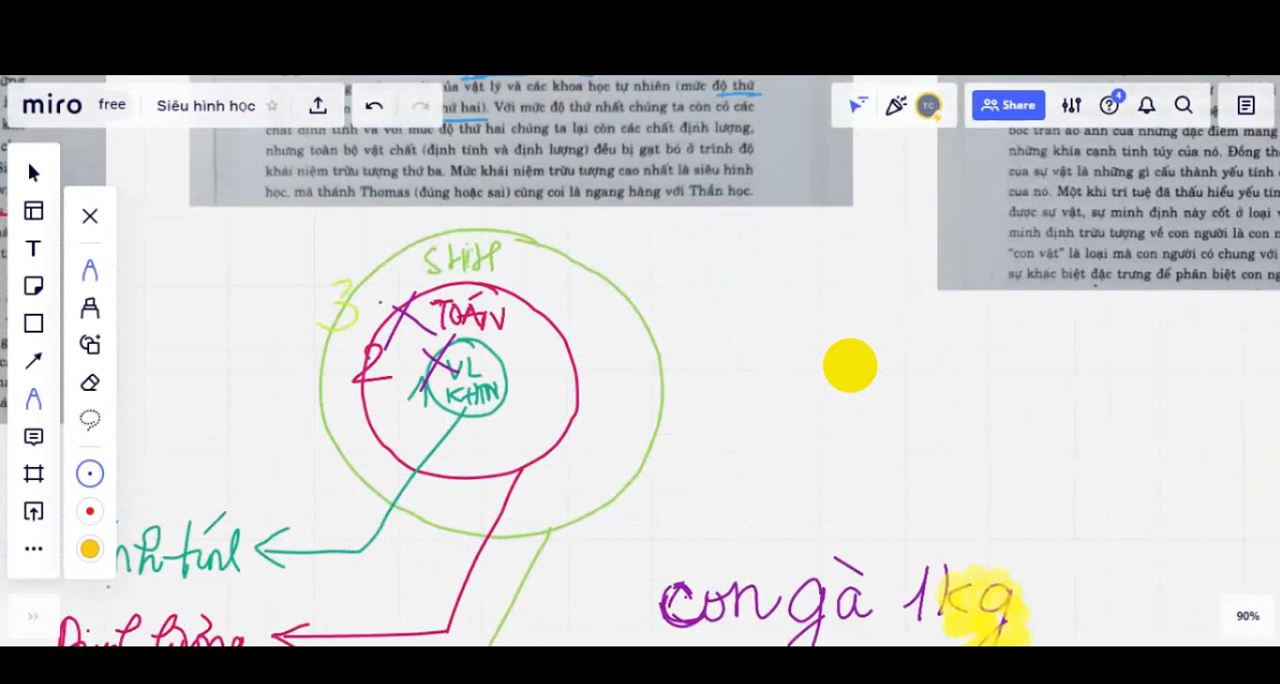 miro free Siêu hình học
Share
4
TC
ủa vật lý và các khoa học tự nhiên (mức độ thứ
hứ hai). Với mức độ thứ nhất chúng ta còn có các
chất định tính và với mức độ thứ hai chúng ta lại còn các chất định lượng,
nhưng toàn bộ vật chất (định tính và định lượng) đều bị gạt bỏ ở trình độ
khái niệm trừu tượng thứ ba. Mức khái niệm trừu tượng cao nhất là siêu hình
học, mà thánh Thomas (đúng hoặc sai) cũng coi là ngang hàng với Thần học.
bóc trần ảo ảnh của những đặc điểm mang
những khía cạnh tinh túy của nó. Đồng th
của sự vật là những gì cấu thành yếu tính
của nó. Một khi trí tuệ đã thấu hiểu yếu tín
được sự vật, sự minh định này cốt ở loại v
minh định trừu tượng về con người là con n
"con vật" là loại mà con người có chung với
sự khác biệt đặc trưng để phân biệt con ng
SHH
3
TOÁN
2
VL
1 KHTN
nh tính
Định lượng
con gà 1kg
90%